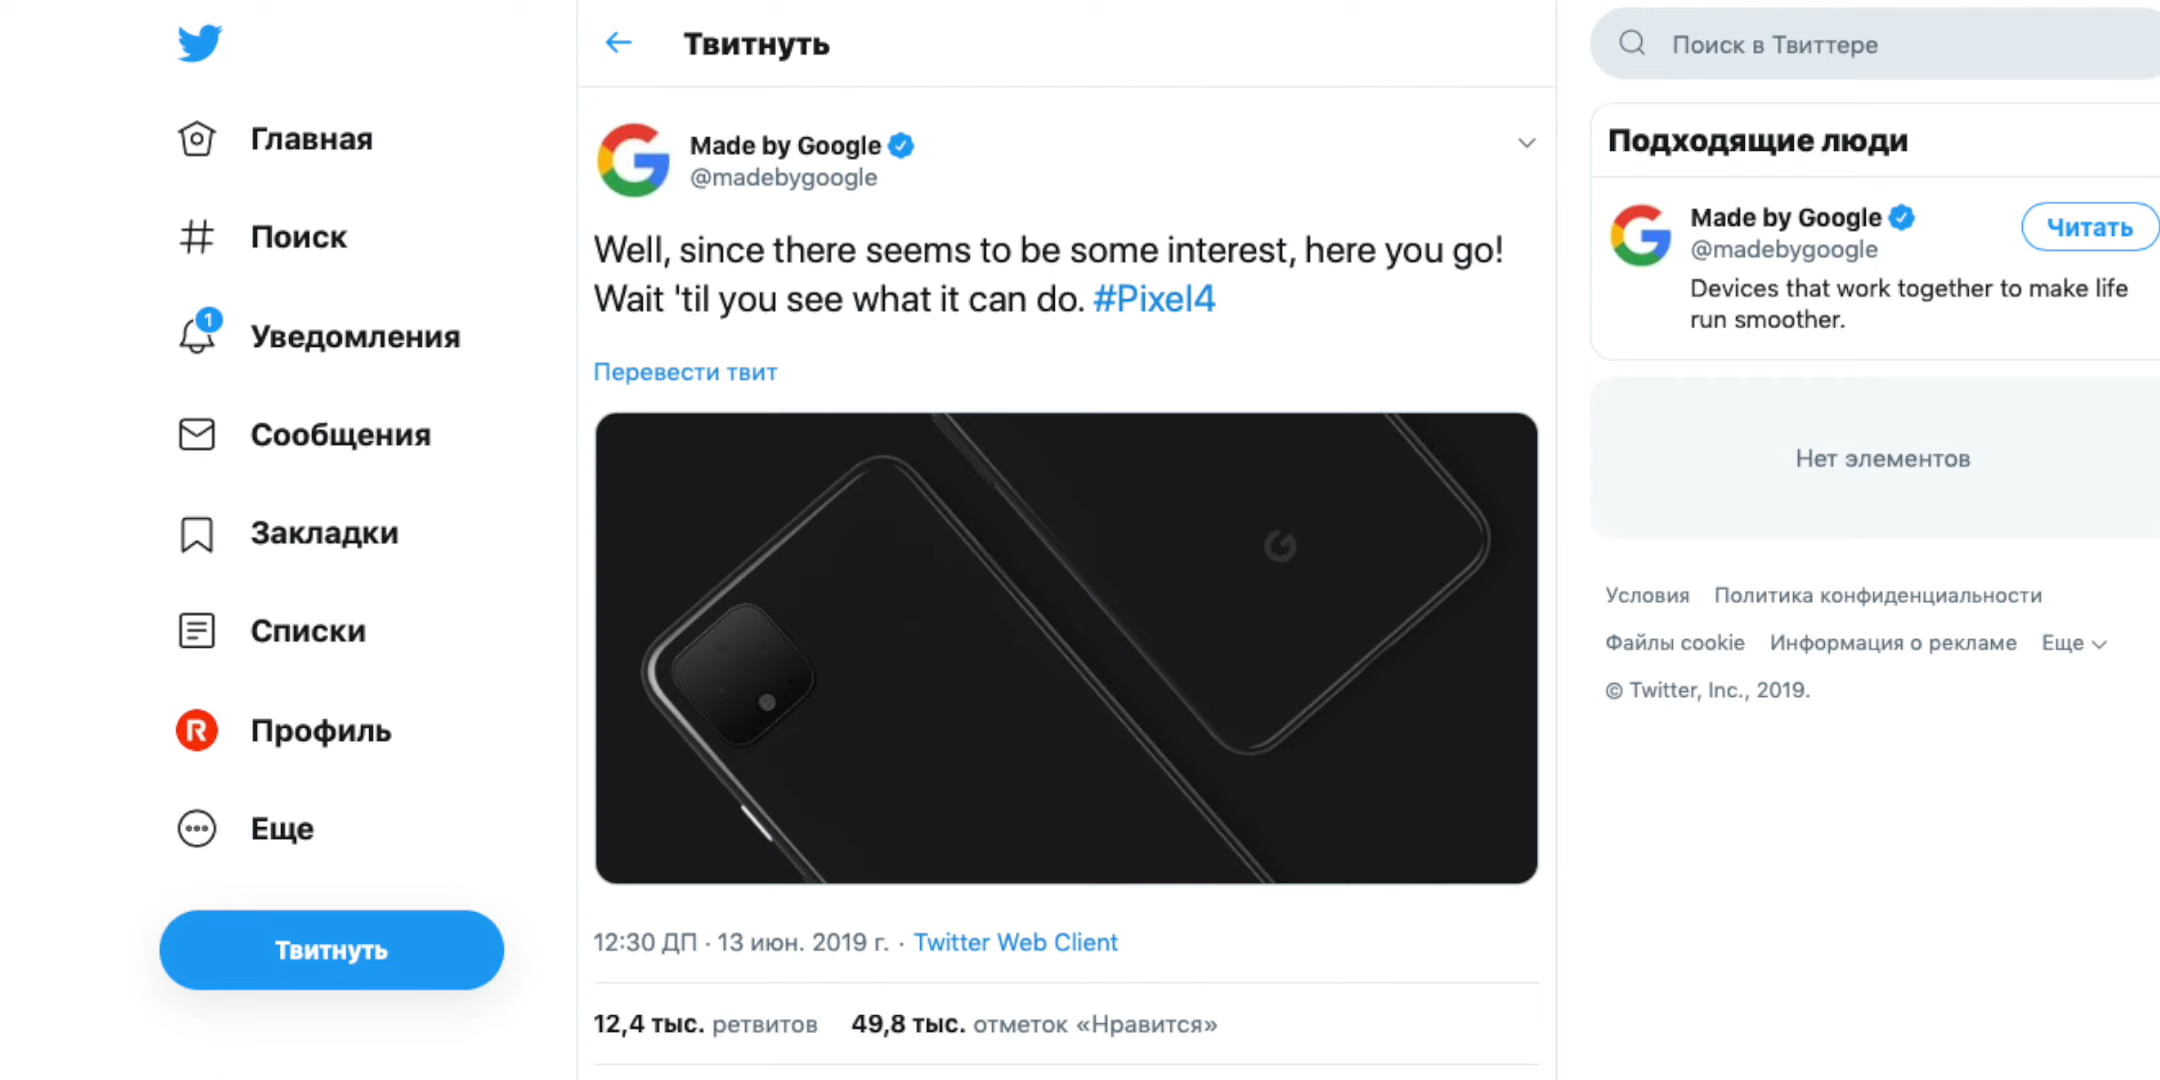 Твитнуть
Поиск в Твиттере
Главная
Поиск
1
Уведомления
Сообщения
Закладки
Списки
R
Профиль
Еще
Твитнуть
Made by Google
@madebygoogle
Well, since there seems to be some interest, here you go!
Wait 'til you see what it can do. #Pixel4
Перевести твит
G
12:30 ДП · 13 июн. 2019 г. · Twitter Web Client
12,4 тыс. ретвитов 49,8 тыс. отметок «Нравится»
Подходящие люди
Made by Google
@madebygoogle
Читать
Devices that work together to make life
run smoother.
Нет элементов
Условия Политика конфиденциальности
Файлы cookie Информация о рекламе Еще
© Twitter, Inc., 2019.